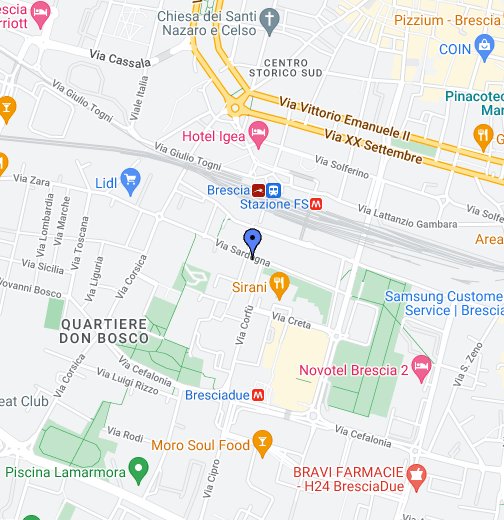 Brescia
arriott
Chiesa dei Santi
Nazaro e Celso
Pizzium - Brescia
COIN
Via Cassala
CENTRO
STORICO SUD
Via Giulio Togni
Viale Italia
Via Vittorio Emanuele II
Pinacotec
Mar
Hotel Igea
Via XX Settembre
Via Giulio Togni
Via Solferino
Lidl
Via Zara
Brescia
Stazione FS
Via Lattanzio Gambara
Via Solfe
Area
Via Lombardia
Via Marche
Via Toscana
Via Sardegna
Via Sicilia
Via Liguria
Via Corsica
iovanni Bosco
Sirani
Samsung Custome
Service | Brescia
Via Corfù
Via Creta
QUARTIERE
DON BOSCO
Via S. Zeno
Novotel Brescia 2
Via Cefalonia
Via Luigi Rizzo
Via Corsica
eat Club
Bresciadue
Via Rodi
Via Cefalonia
Moro Soul Food
Via Cipro
Piscina Lamarmora
BRAVI FARMACIE
- H24 BresciaDue